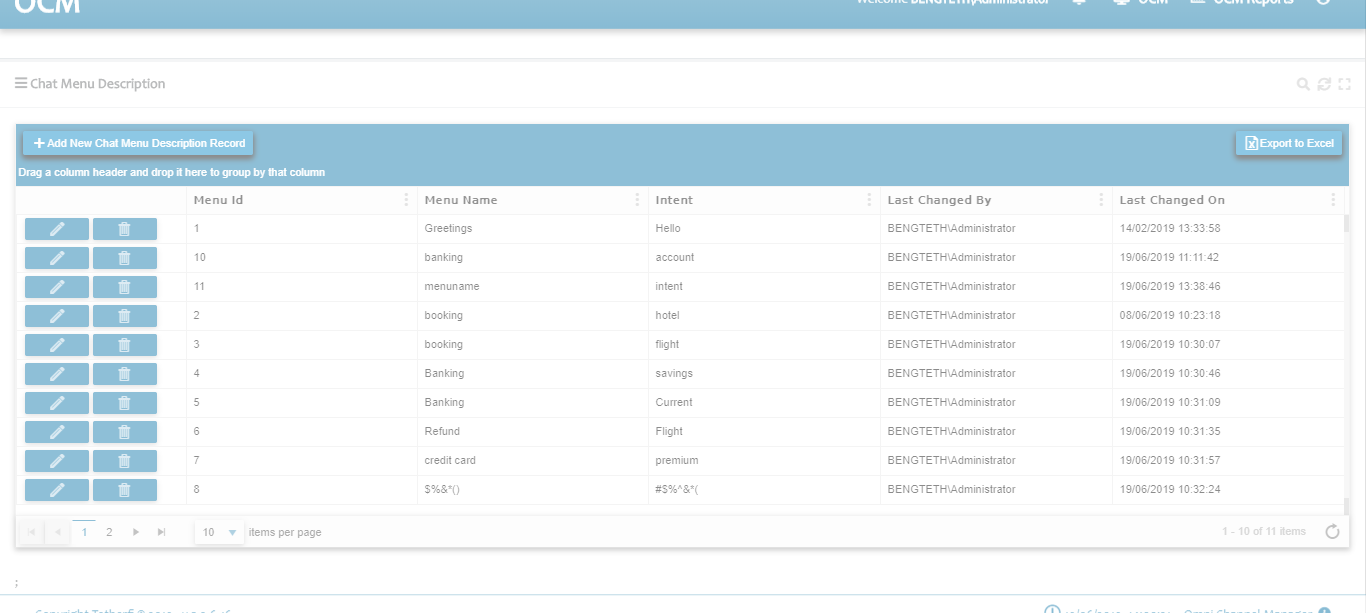 OCM
Welcome BENGTETH\Administrator OCM OCM Reports
Chat Menu Description
Add New Chat Menu Description Record Export to Excel
Drag a column header and drop it here to group by that column
Menu Id Menu Name Intent Last Changed By Last Changed On
1 Greetings Hello BENGTETH\Administrator 14/02/2019 13:33:58
10 banking account BENGTETH\Administrator 19/06/2019 11:11:42
11 menuname intent BENGTETH\Administrator 19/06/2019 13:38:46
2 booking hotel BENGTETH\Administrator 08/06/2019 10:23:18
3 booking flight BENGTETH\Administrator 19/06/2019 10:30:07
4 Banking savings BENGTETH\Administrator 19/06/2019 10:30:46
5 Banking Current BENGTETH\Administrator 19/06/2019 10:31:09
6 Refund Flight BENGTETH\Administrator 19/06/2019 10:31:35
7 credit card premium BENGTETH\Administrator 19/06/2019 10:31:57
8 $%&*() #$%^&*( BENGTETH\Administrator 19/06/2019 10:32:24
1 2 10 items per page 1 - 10 of 11 items
;
Copyright Tetherfi © Omni Channel Manager